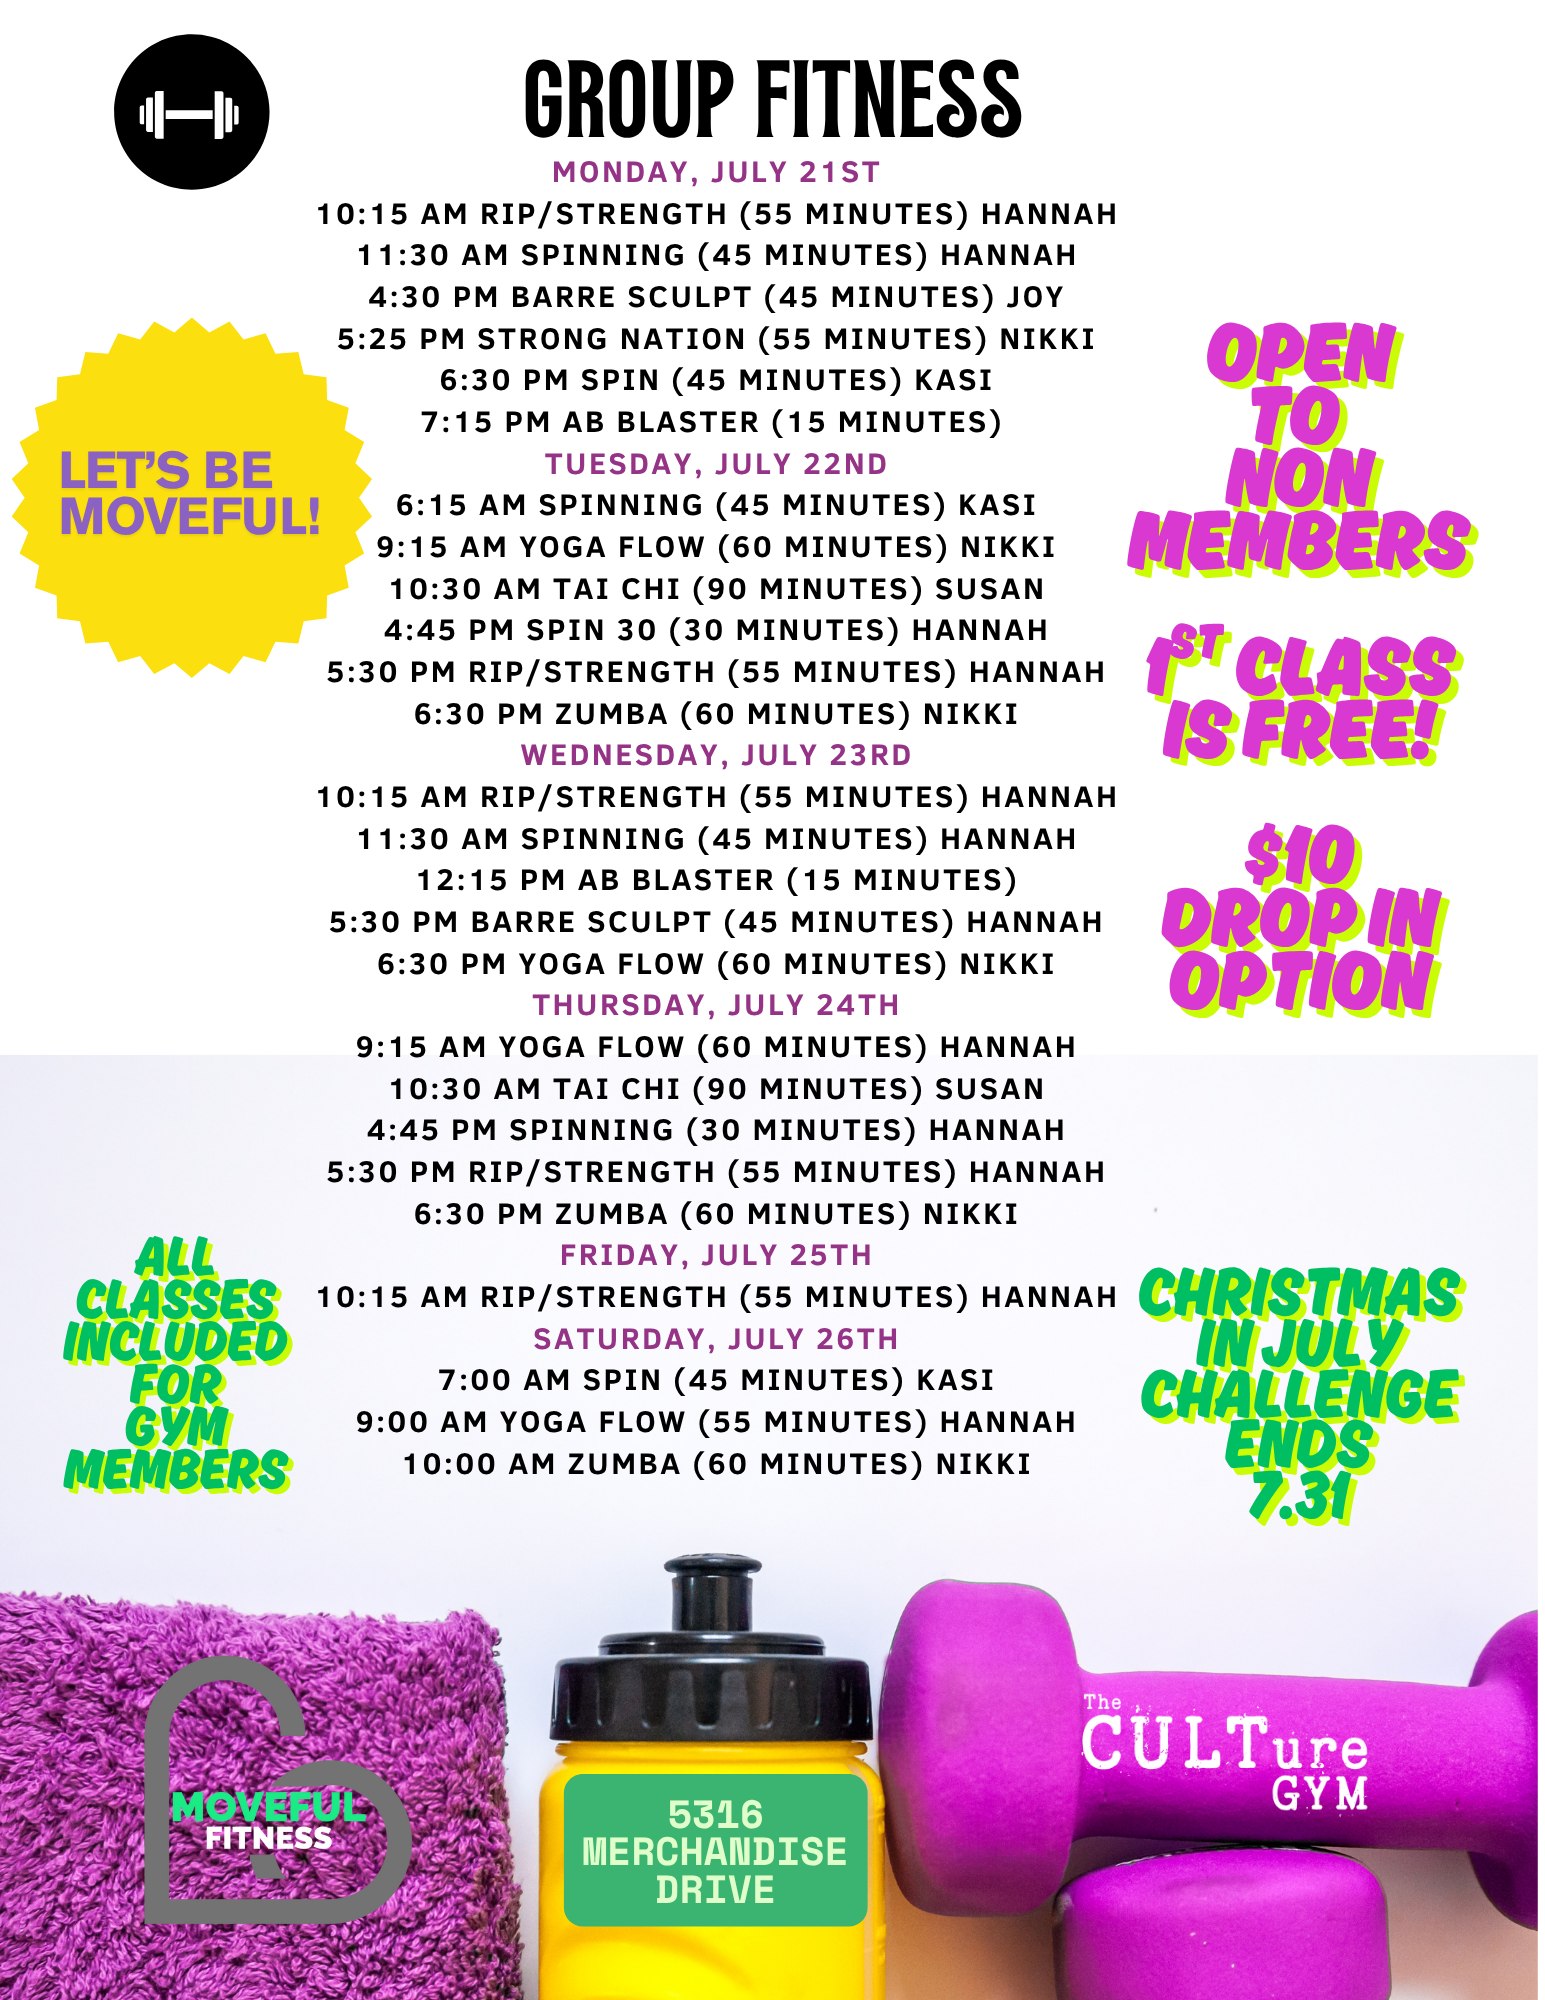 GROUP FITNESS
MONDAY, JULY 21ST
10:15 AM RIP/STRENGTH (55 MINUTES) HANNAH
11:30 AM SPINNING (45 MINUTES) HANNAH
4:30 PM BARRE SCULPT (45 MINUTES) JOY
5:25 PM STRONG NATION (55 MINUTES) NIKKI
6:30 PM SPIN (45 MINUTES) KASI
7:15 PM AB BLASTER (15 MINUTES)
TUESDAY, JULY 22ND
6:15 AM SPINNING (45 MINUTES) KASI
9:15 AM YOGA FLOW (60 MINUTES) NIKKI
10:30 AM TAI CHI (90 MINUTES) SUSAN
4:45 PM SPIN 30 (30 MINUTES) HANNAH
5:30 PM RIP/STRENGTH (55 MINUTES) HANNAH
6:30 PM ZUMBA (60 MINUTES) NIKKI
WEDNESDAY, JULY 23RD
10:15 AM RIP/STRENGTH (55 MINUTES) HANNAH
11:30 AM SPINNING (45 MINUTES) HANNAH
12:15 PM AB BLASTER (15 MINUTES)
5:30 PM BARRE SCULPT (45 MINUTES) HANNAH
6:30 PM YOGA FLOW (60 MINUTES) NIKKI
THURSDAY, JULY 24TH
9:15 AM YOGA FLOW (60 MINUTES) HANNAH
10:30 AM TAI CHI (90 MINUTES) SUSAN
4:45 PM SPINNING (30 MINUTES) HANNAH
5:30 PM RIP/STRENGTH (55 MINUTES) HANNAH
6:30 PM ZUMBA (60 MINUTES) NIKKI
FRIDAY, JULY 25TH
10:15 AM RIP/STRENGTH (55 MINUTES) HANNAH
SATURDAY, JULY 26TH
7:00 AM SPIN (45 MINUTES) KASI
9:00 AM YOGA FLOW (55 MINUTES) HANNAH
10:00 AM ZUMBA (60 MINUTES) NIKKI
LET'S BE
MOVEFUL!
OPEN
TO
NON
MEMBERS
1ST CLASS
IS FREE!
$10
DROP IN
OPTION
ALL
CLASSES
INCLUDED
FOR
GYM
MEMBERS
CHRISTMAS
IN JULY
CHALLENGE
ENDS
7.31
MOVEFUL
FITNESS
5316
MERCHANDISE
DRIVE
The
CULTure
GYM